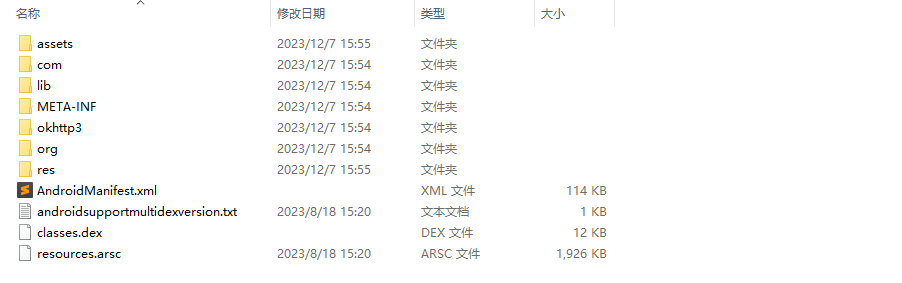 名称 修改日期 类型 大小
assets 2023/12/7 15:55 文件夹
com 2023/12/7 15:54 文件夹
lib 2023/12/7 15:54 文件夹
META-INF 2023/12/7 15:54 文件夹
okhttp3 2023/12/7 15:54 文件夹
org 2023/12/7 15:54 文件夹
res 2023/12/7 15:55 文件夹
AndroidManifest.xml XML 文件 114 KB
androidsupportmultidexversion.txt 2023/8/18 15:20 文本文档 1 KB
classes.dex DEX 文件 12 KB
resources.arsc 2023/8/18 15:20 ARSC 文件 1,926 KB